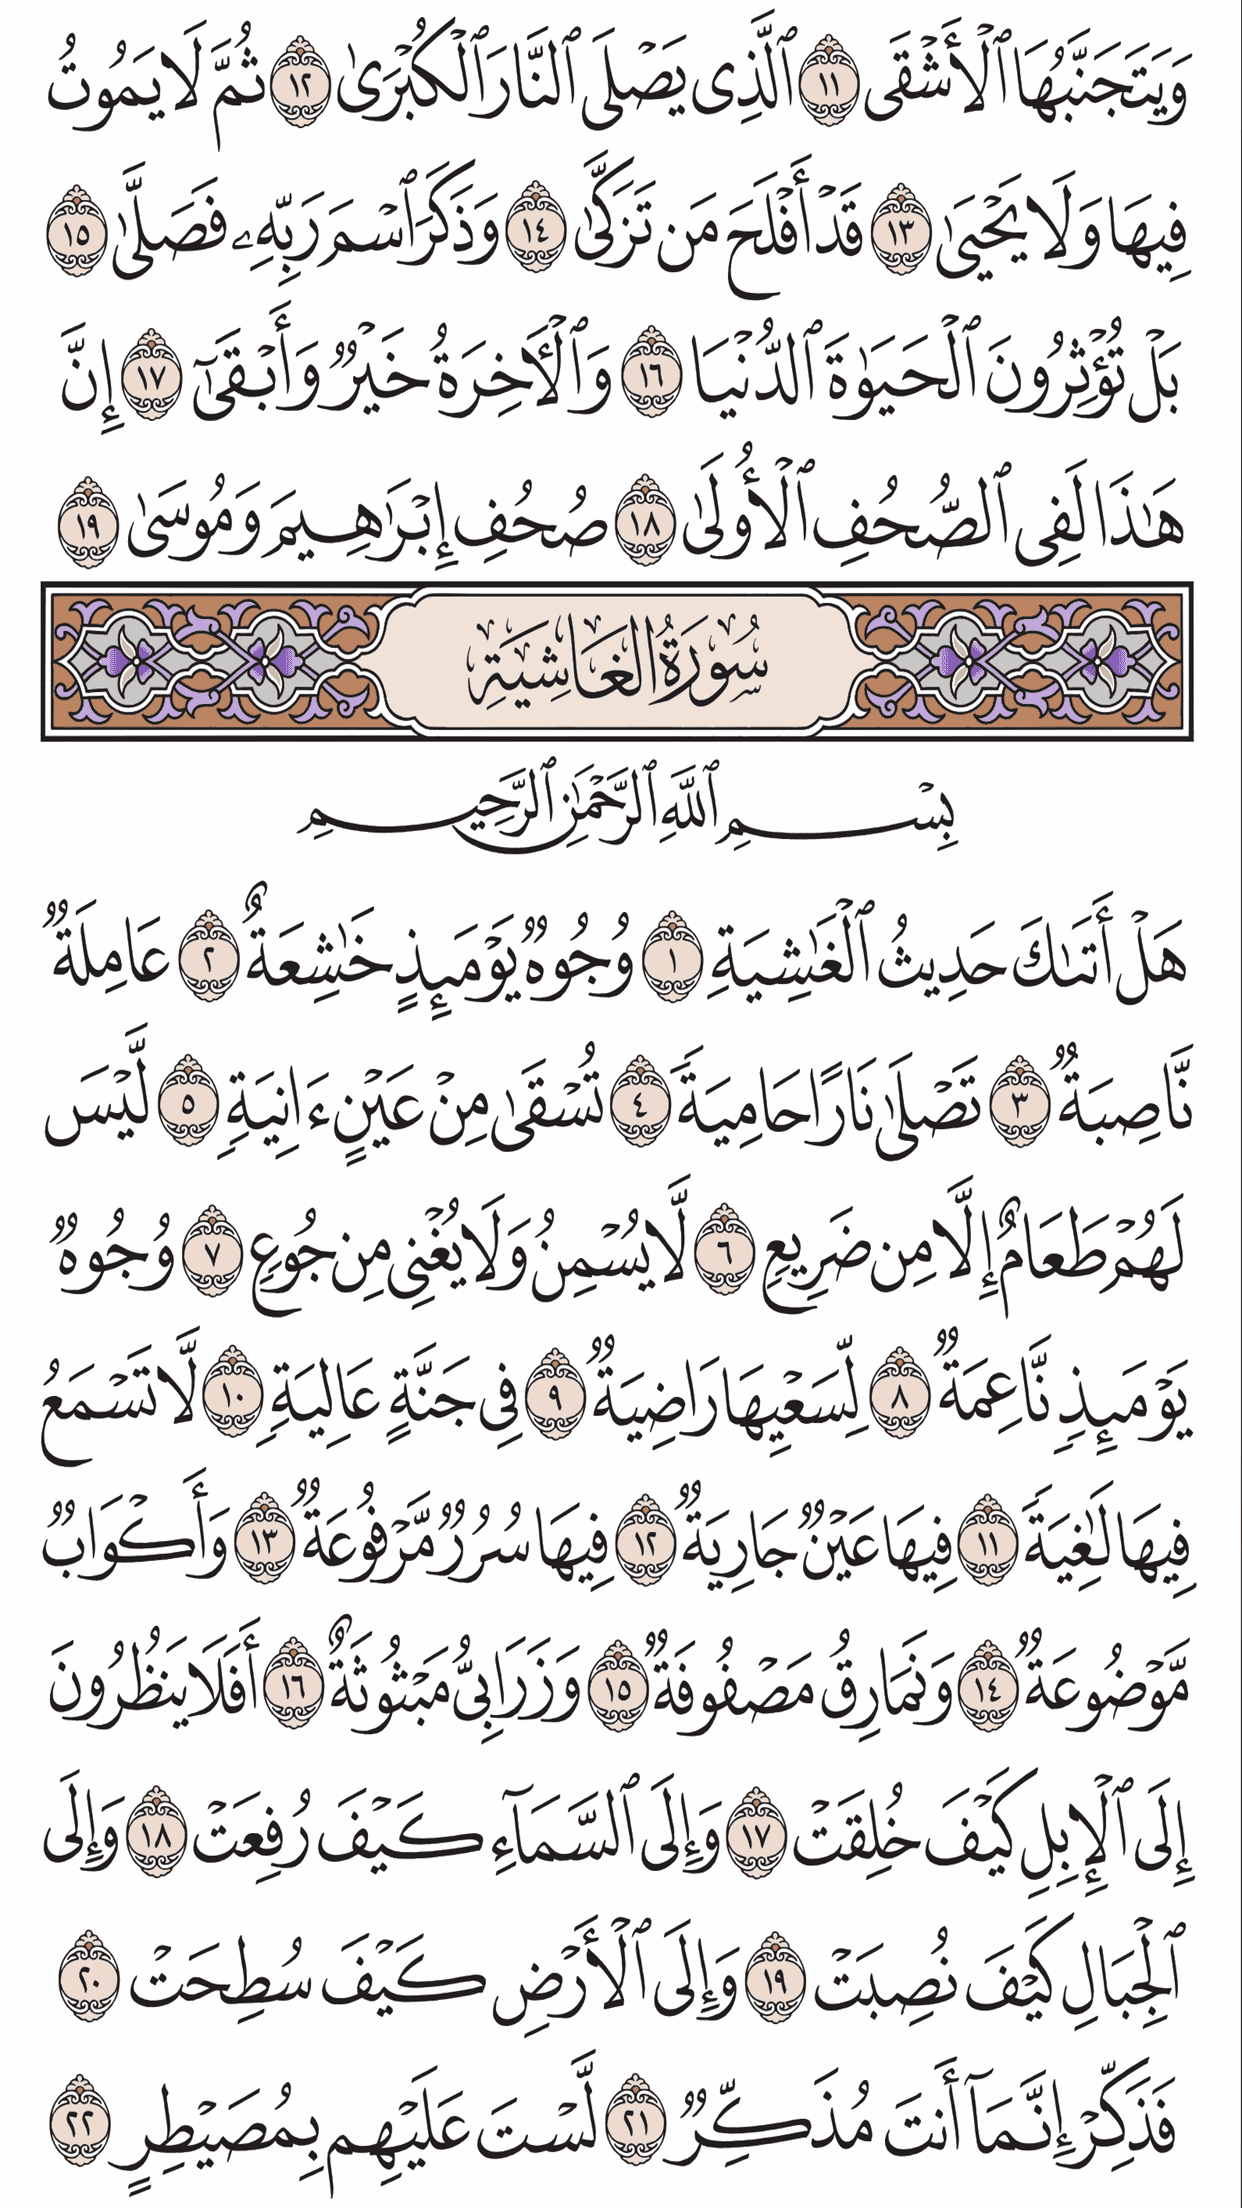 وَيَتَجَنَّبُهَا ٱلْأَشْقَى ١١ ٱلَّذِى يَصْلَى ٱلنَّارَ ٱلْكُبْرَىٰ ١٢ ثُمَّ لَا يَمُوتُ
فِيهَا وَلَا يَحْيَىٰ ١٣ قَدْ أَفْلَحَ مَن تَزَكَّىٰ ١٤ وَذَكَرَ ٱسْمَ رَبِّهِۦ فَصَلَّىٰ ١٥
بَلْ تُؤْثِرُونَ ٱلْحَيَوٰةَ ٱلدُّنْيَا ١٦ وَٱلْأَخِرَةُ خَيْرٌ وَأَبْقَىٰٓ ١٧ إِنَّ
هَٰذَا لَفِى ٱلصُّحُفِ ٱلْأُولَىٰ ١٨ صُحُفِ إِبْرَٰهِيمَ وَمُوسَىٰ ١٩
سُورَةُ الغَاشِيَةِ
بِسْمِ ٱللَّهِ ٱلرَّحْمَٰنِ ٱلرَّحِيمِ
هَلْ أَتَىٰكَ حَدِيثُ ٱلْغَٰشِيَةِ ١ وُجُوهٌ يَوْمَئِذٍ خَٰشِعَةٌ ٢ عَامِلَةٌ
نَّاصِبَةٌ ٣ تَصْلَىٰ نَارًا حَامِيَةً ٤ تُسْقَىٰ مِنْ عَيْنٍ ءَانِيَةٍ ٥ لَّيْسَ
لَهُمْ طَعَامٌ إِلَّا مِن ضَرِيعٍ ٦ لَّا يُسْمِنُ وَلَا يُغْنِى مِن جُوعٍ ٧ وُجُوهٌ
يَوْمَئِذٍ نَّاعِمَةٌ ٨ لِّسَعْيِهَا رَاضِيَةٌ ٩ فِى جَنَّةٍ عَالِيَةٍ ١٠ لَّا تَسْمَعُ
فِيهَا لَٰغِيَةً ١١ فِيهَا عَيْنٌ جَارِيَةٌ ١٢ فِيهَا سُرُرٌ مَّرْفُوعَةٌ ١٣ وَأَكْوَابٌ
مَّوْضُوعَةٌ ١٤ وَنَمَارِقُ مَصْفُوفَةٌ ١٥ وَزَرَابِىُّ مَبْثُوثَةٌ ١٦ أَفَلَا يَنظُرُونَ
إِلَى ٱلْإِبِلِ كَيْفَ خُلِقَتْ ١٧ وَإِلَى ٱلسَّمَآءِ كَيْفَ رُفِعَتْ ١٨ وَإِلَى
ٱلْجِبَالِ كَيْفَ نُصِبَتْ ١٩ وَإِلَى ٱلْأَرْضِ كَيْفَ سُطِحَتْ ٢٠
فَذَكِّرْ إِنَّمَآ أَنتَ مُذَكِّرٌ ٢١ لَّسْتَ عَلَيْهِم بِمُصَيْطِرٍ ٢٢